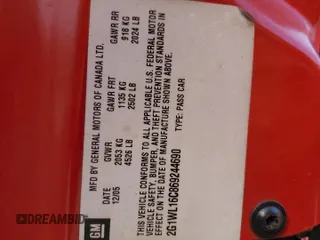 MFD BY GENERAL MOTORS OF CANADA LTD.
DATE GVWR GAWR FRT GAWR RR
12/05 2053 KG 1135 KG 918 KG
4526 LB 2502 LB 2024 LB
THIS VEHICLE CONFORMS TO ALL APPLICABLE U.S. FEDERAL MOTOR
VEHICLE SAFETY, BUMPER, AND THEFT PREVENTION STANDARDS IN
EFFECT ON THE DATE OF MANUFACTURE SHOWN ABOVE.
2G1WL16C869244690 TYPE: PASS CAR
GM
DREAMBID